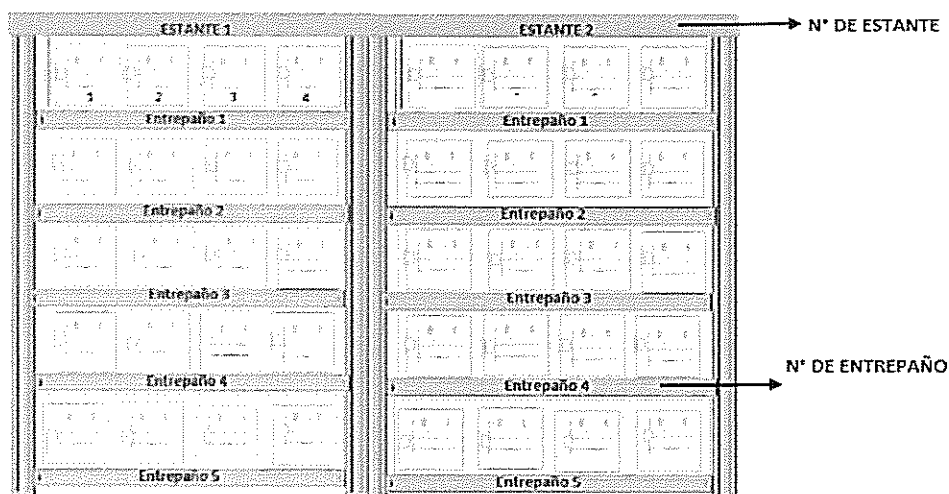 ESTANTE 1
ESTANTE 2
N° DE ESTANTE
1 2 3 4
Entrepaño 1
Entrepaño 1
Entrepaño 2
Entrepaño 2
Entrepaño 3
Entrepaño 3
N° DE ENTREPAÑO
Entrepaño 4
Entrepaño 4
Entrepaño 5
Entrepaño 5